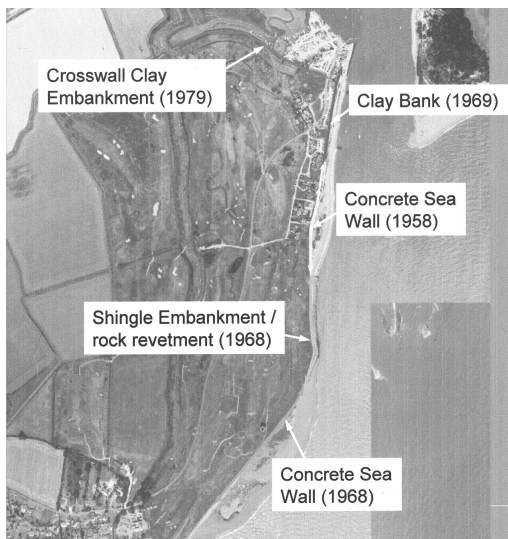 Crosswall Clay
Embankment (1979)
Clay Bank (1969)
Concrete Sea
Wall (1958)
Shingle Embankment /
rock revetment (1968)
Concrete Sea
Wall (1968)